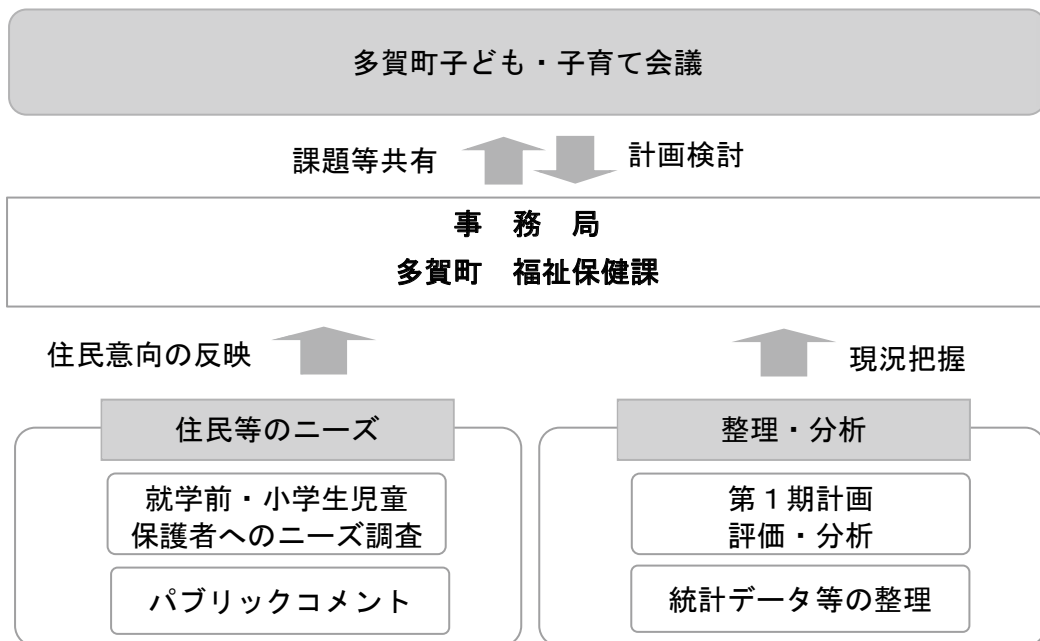 多賀町子ども・子育て会議
課題等共有
計画検討
事　務　局
多賀町　福祉保健課
住民意向の反映
現況把握
住民等のニーズ
就学前・小学生児童
保護者へのニーズ調査
パブリックコメント
整理・分析
第１期計画
評価・分析
統計データ等の整理